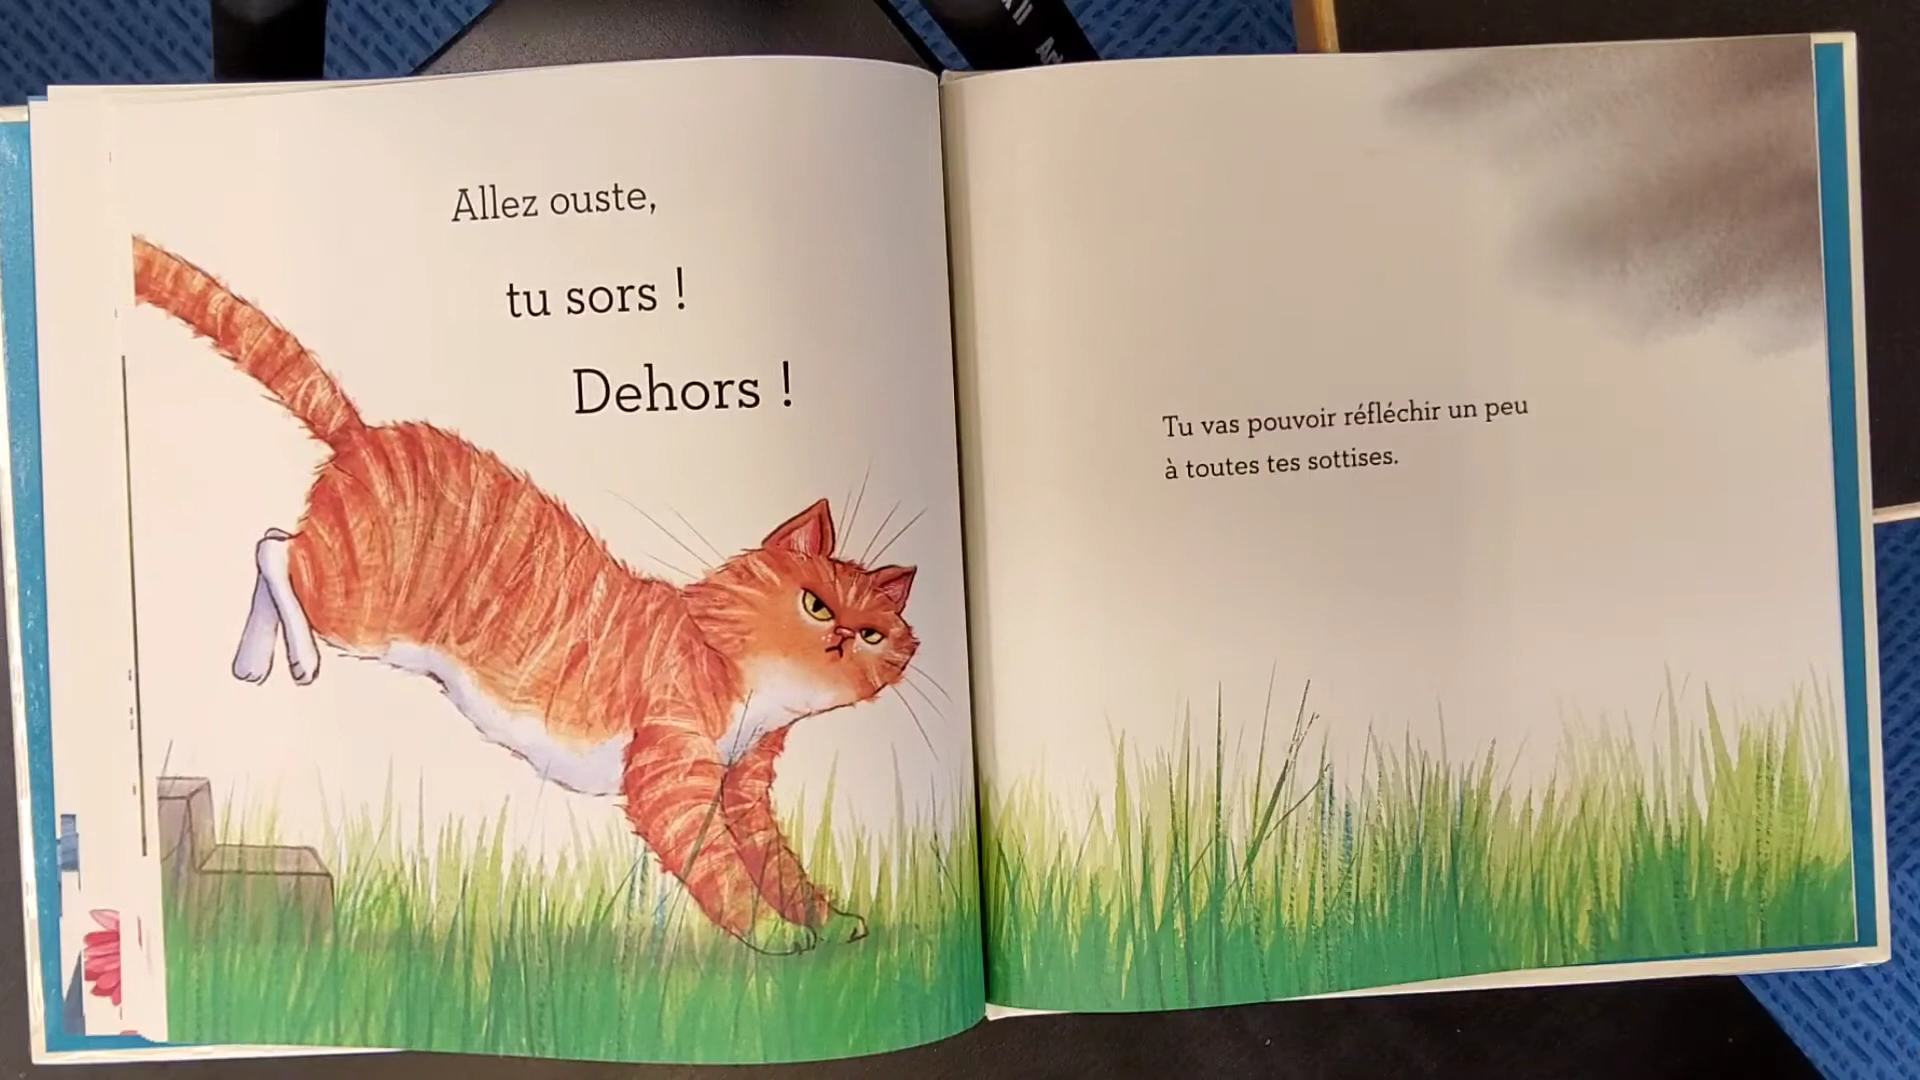 Allez ouste,
tu sors !
Dehors !
Tu vas pouvoir réfléchir un peu
à toutes tes sottises.